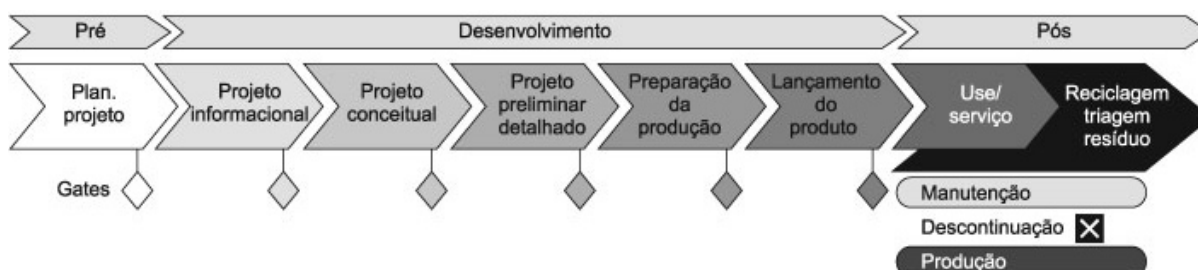 Pré
Desenvolvimento
Pós
Plan.
projeto
Projeto
informacional
Projeto
conceitual
Projeto
preliminar
detalhado
Preparação
da
produção
Lançamento
do
produto
Use/
serviço
Reciclagem
triagem
resíduo
Gates
Manutenção
Descontinuação
Produção